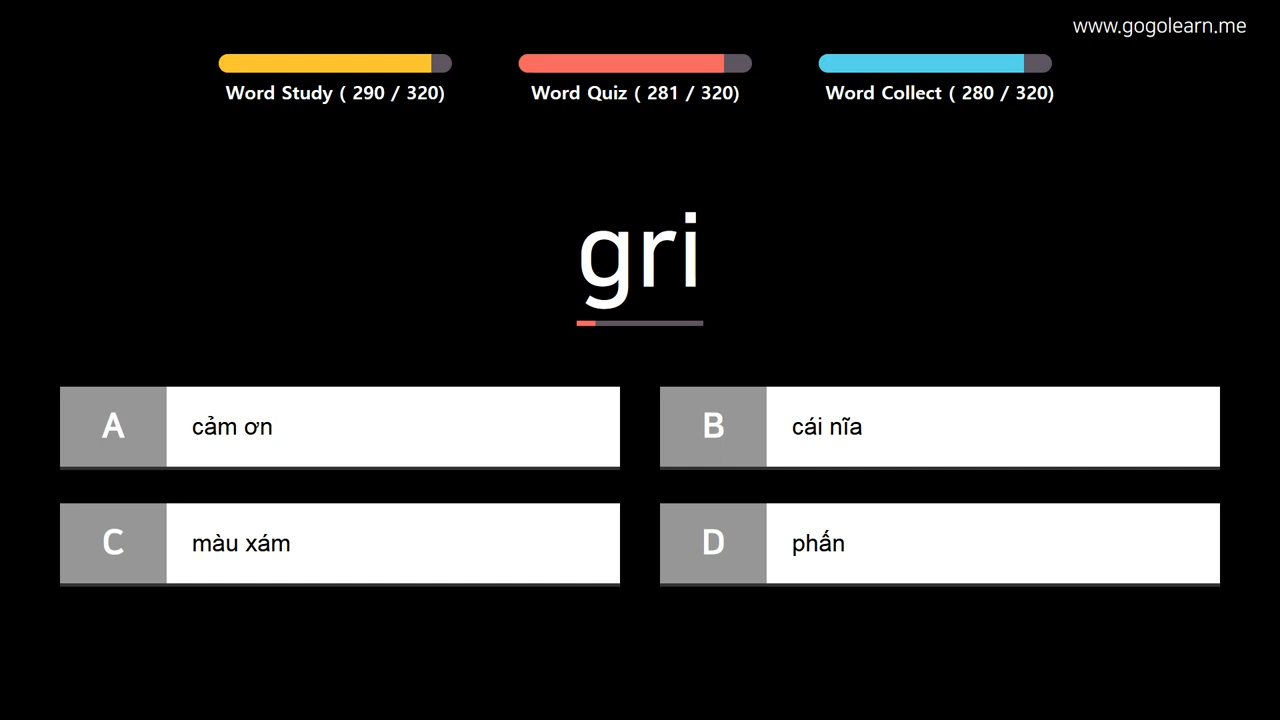 www.gogolearn.me
Word Study ( 290 / 320)
Word Quiz ( 281 / 320)
Word Collect ( 280 / 320)
gri
A cảm ơn
B cái nĩa
C màu xám
D phấn